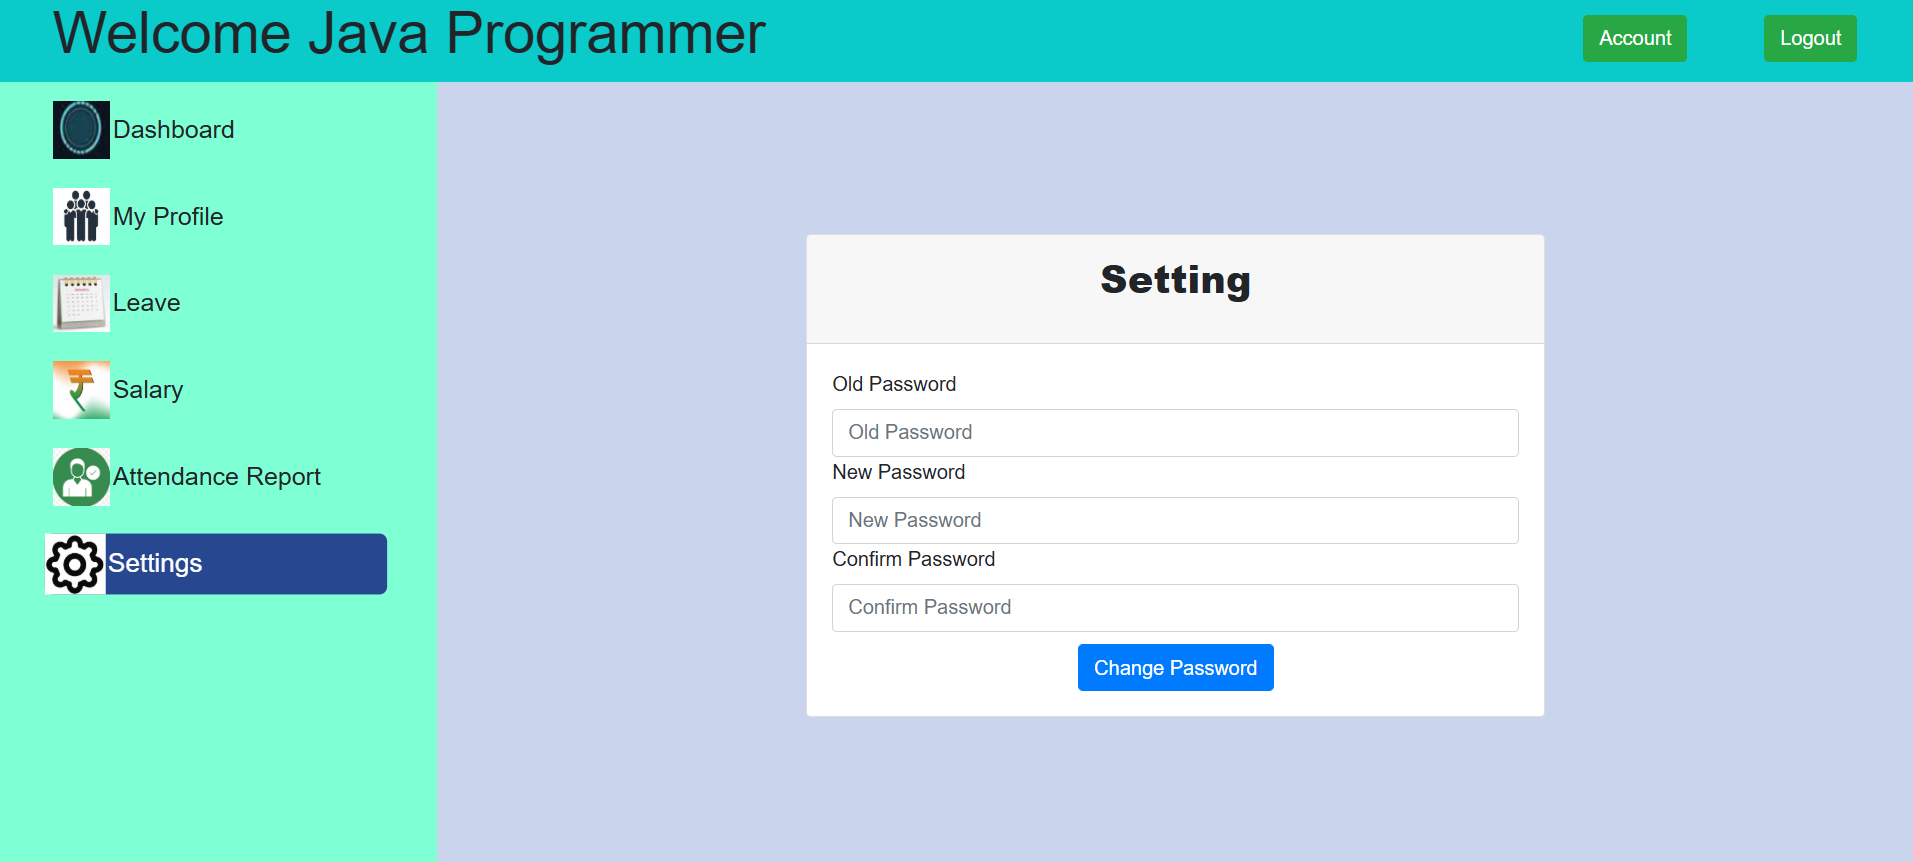 Welcome Java Programmer
Account
Logout
Dashboard
My Profile
Leave
Salary
Attendance Report
Settings
Setting
Old Password
Old Password
New Password
New Password
Confirm Password
Confirm Password
Change Password